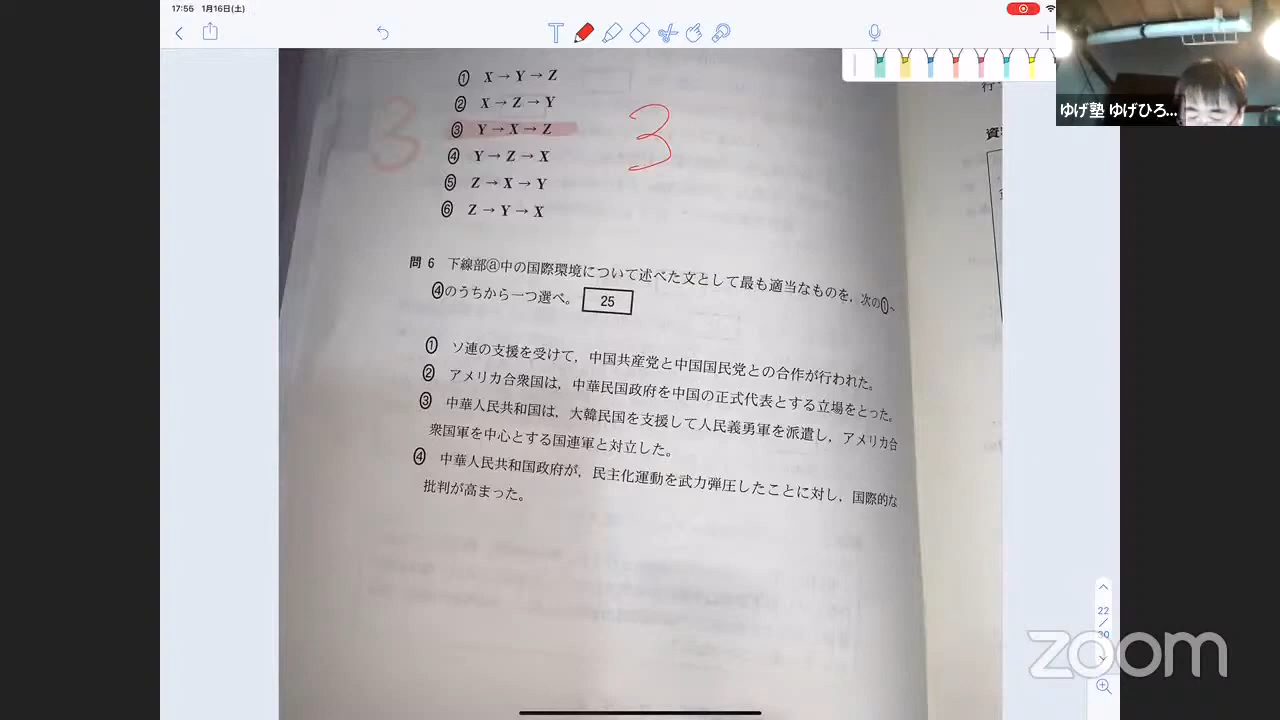 17:55 1月16日(土)
ゆげ塾 ゆげひろ...
① X→Y→Z
② X→Z→Y
③ Y→X→Z
④ Y→Z→X
⑤ Z→X→Y
⑥ Z→Y→X
3
3
問6 下線部ⓐ中の国際環境について述べた文として最も適当なものを,次の①~
④のうちから一つ選べ。 25
① ソ連の支援を受けて,中国共産党と中国国民党との合作が行われた。
② アメリカ合衆国は,中華民国政府を中国の正式代表とする立場をとった。
③ 中華人民共和国は,大韓民国を支援して人民義勇軍を派遣し,アメリカ合
衆国軍を中心とする国連軍と対立した。
④ 中華人民共和国政府が,民主化運動を武力弾圧したことに対し,国際的な
批判が高まった。
22
30
zoom